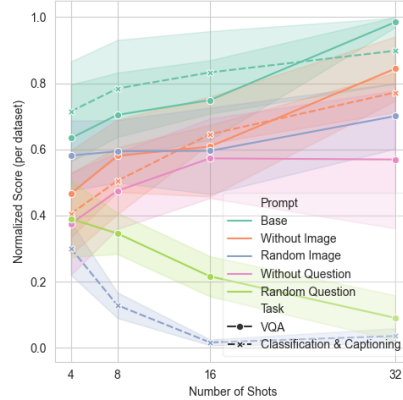 1.0
0.8
0.6
0.4
0.2
0.0
Normalized Score (per dataset)
Prompt
Base
Without Image
Random Image
Without Question
Random Question
Task
VQA
Classification & Captioning
4 8 16 32
Number of Shots